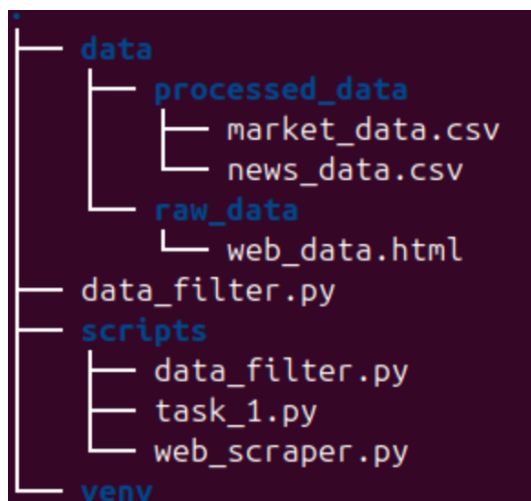 .
├── data
│   ├── processed_data
│   │   ├── market_data.csv
│   │   └── news_data.csv
│   └── raw_data
│       └── web_data.html
├── data_filter.py
├── scripts
│   ├── data_filter.py
│   ├── task_1.py
│   └── web_scraper.py
└── venv